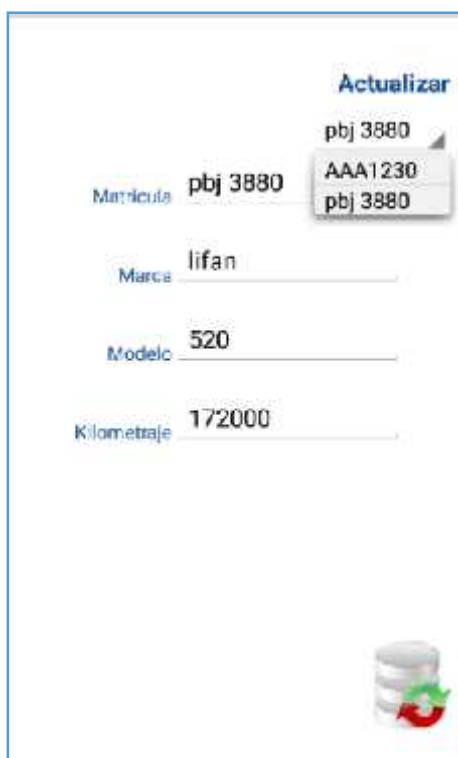 Actualizar
pbj 3880
AAA1230
pbj 3880
Matricula pbj 3880
Marca lifan
Modelo 520
Kilometraje 172000